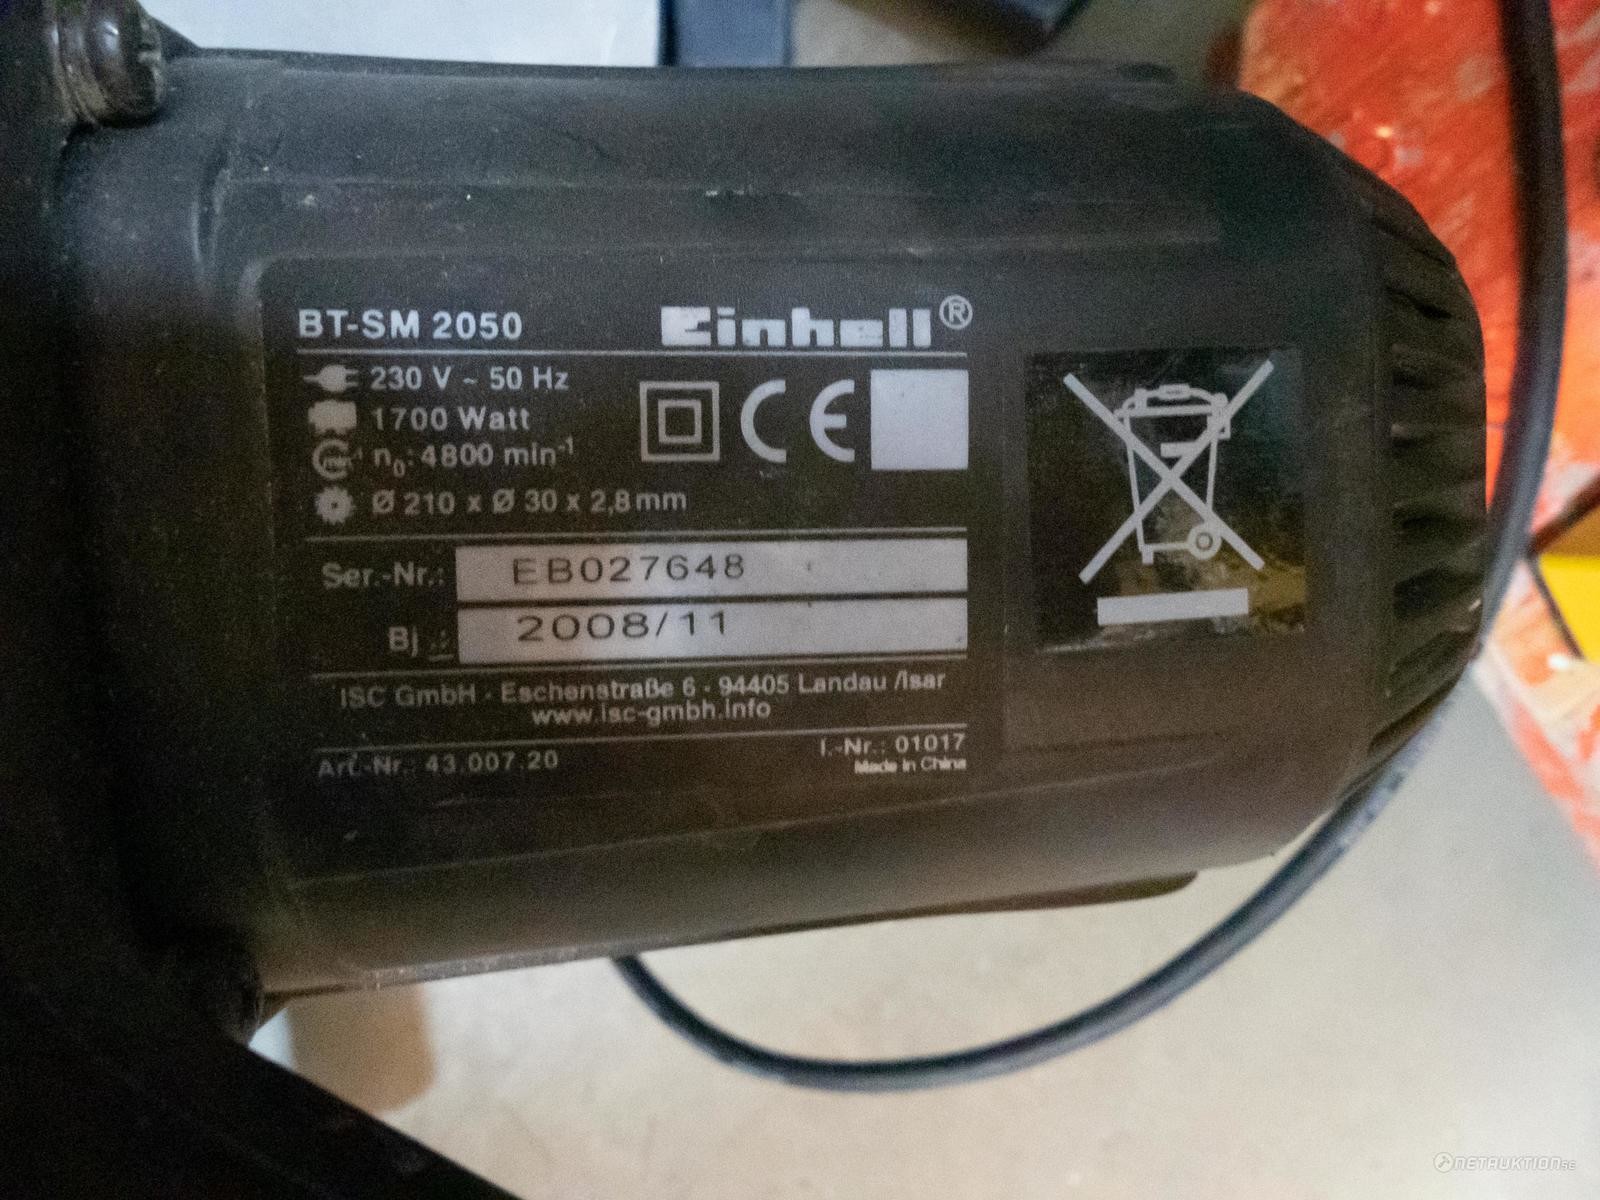 BT-SM 2050 Einhell®
230 V ~ 50 Hz
1700 Watt
n₀: 4800 min⁻¹
Ø 210 x Ø 30 x 2,8 mm
CE
Ser.-Nr.: EB027648
Bj .: 2008/11
ISC GmbH · Eschenstraße 6 · 94405 Landau /Isar
www.isc-gmbh.info
Art.-Nr.: 43.007.20 I.-Nr.: 01017
Made in China
NETAUKTION.SE